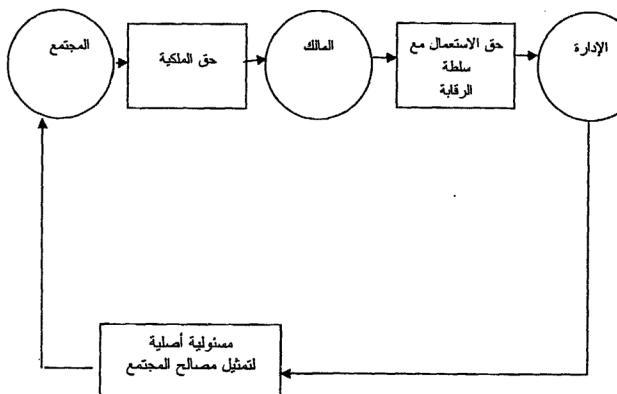 المجتمع
حق الملكية
المالك
حق الاستعمال مع
سلطة
الرقابة
الإدارة
مسئولية أصلية
لتمثيل مصالح المجتمع